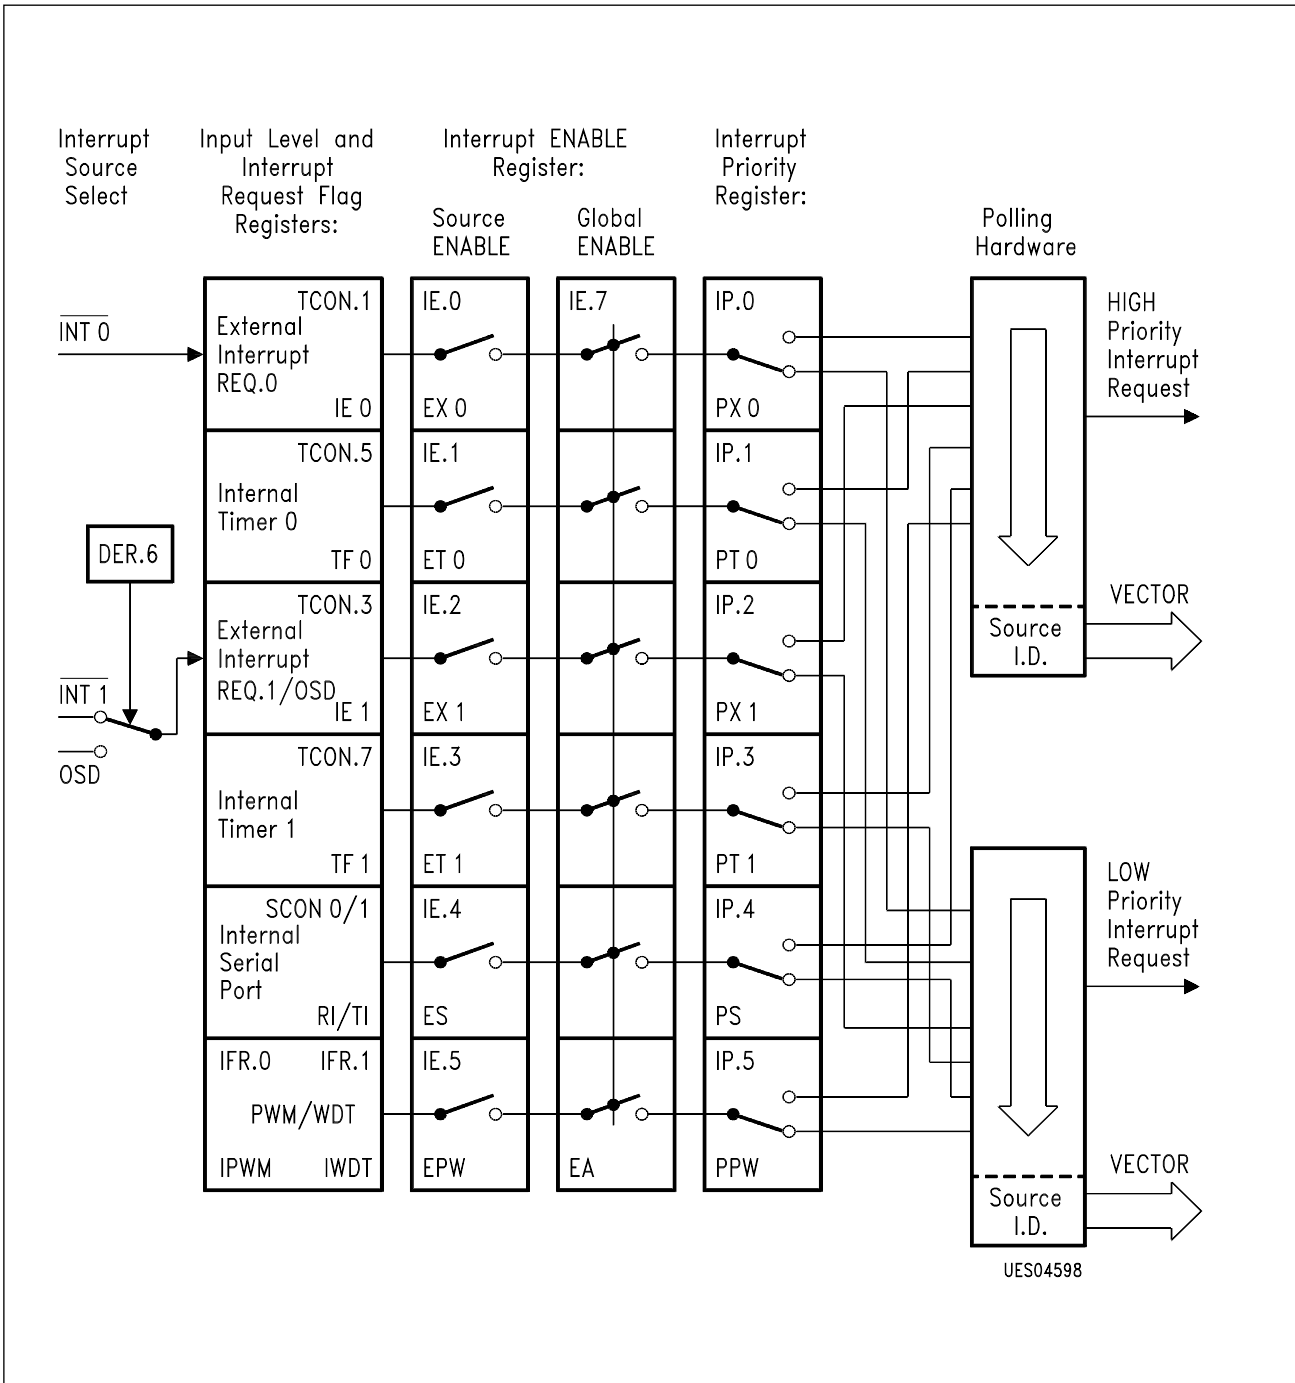 Interrupt
Source
Select
Input Level and
Interrupt
Request Flag
Registers:
Interrupt ENABLE
Register:
Source
ENABLE
Global
ENABLE
Interrupt
Priority
Register:
Polling
Hardware
INT 0
TCON.1
External
Interrupt
REQ.0
IE 0
IE.0
EX 0
IE.7
IP.0
PX 0
HIGH
Priority
Interrupt
Request
TCON.5
Internal
Timer 0
TF 0
IE.1
ET 0
IP.1
PT 0
DER.6
INT 1
OSD
TCON.3
External
Interrupt
REQ.1/OSD
IE 1
IE.2
EX 1
IP.2
PX 1
Source
I.D.
VECTOR
TCON.7
Internal
Timer 1
TF 1
IE.3
ET 1
IP.3
PT 1
SCON 0/1
Internal
Serial
Port
RI/TI
IE.4
ES
IP.4
PS
LOW
Priority
Interrupt
Request
IFR.0 IFR.1
PWM/WDT
IPWM IWDT
IE.5
EPW
EA
IP.5
PPW
Source
I.D.
VECTOR
UES04598